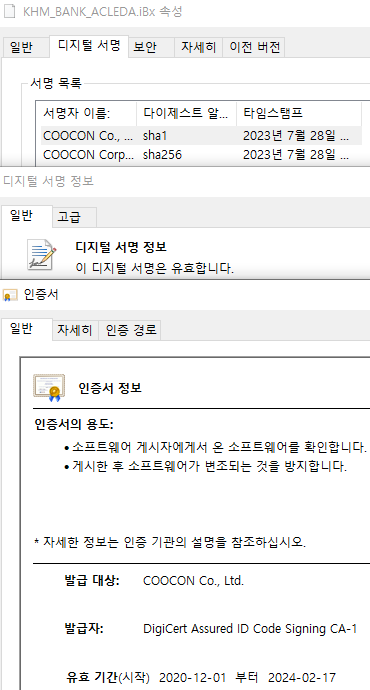 KHM_BANK_ACLEDA.iBx 속성
일반 디지털 서명 보안 자세히 이전 버전
서명 목록
서명자 이름: 다이제스트 알... 타임스탬프
COOCON Co., ... sha1 2023년 7월 28일 ...
COOCON Corp... sha256 2023년 7월 28일 ...
디지털 서명 정보
일반 고급
디지털 서명 정보
이 디지털 서명은 유효합니다.
인증서
일반 자세히 인증 경로
인증서 정보
인증서의 용도:
• 소프트웨어 게시자에게서 온 소프트웨어를 확인합니다.
• 게시한 후 소프트웨어가 변조되는 것을 방지합니다.
* 자세한 정보는 인증 기관의 설명을 참조하십시오.
발급 대상: COOCON Co., Ltd.
발급자: DigiCert Assured ID Code Signing CA-1
유효 기간(시작) 2020-12-01 부터 2024-02-17